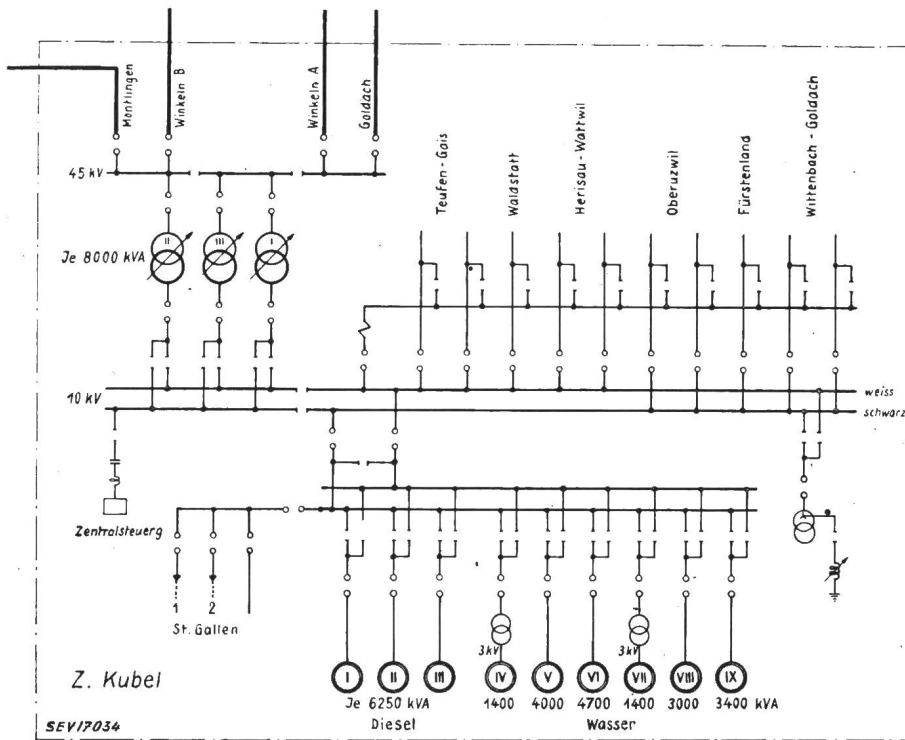 Montlingen
Winkeln B
Winkeln A
Goldach
45 kV
Teufen-Gais
Waldstatt
Herisau-Wattwil
Oberuzwil
Fürstenland
Wittenbach-Goldach
II III I
Je 8000 kVA
10 kV
weiss
schwarz
Zentralsteuerg
1 2
St. Gallen
3kV 3kV
I II III IV V VI VII VIII IX
Je 6250 kVA 1400 4000 4700 1400 3000 3400 kVA
Diesel Wasser
Z. Kubel
SEV17034